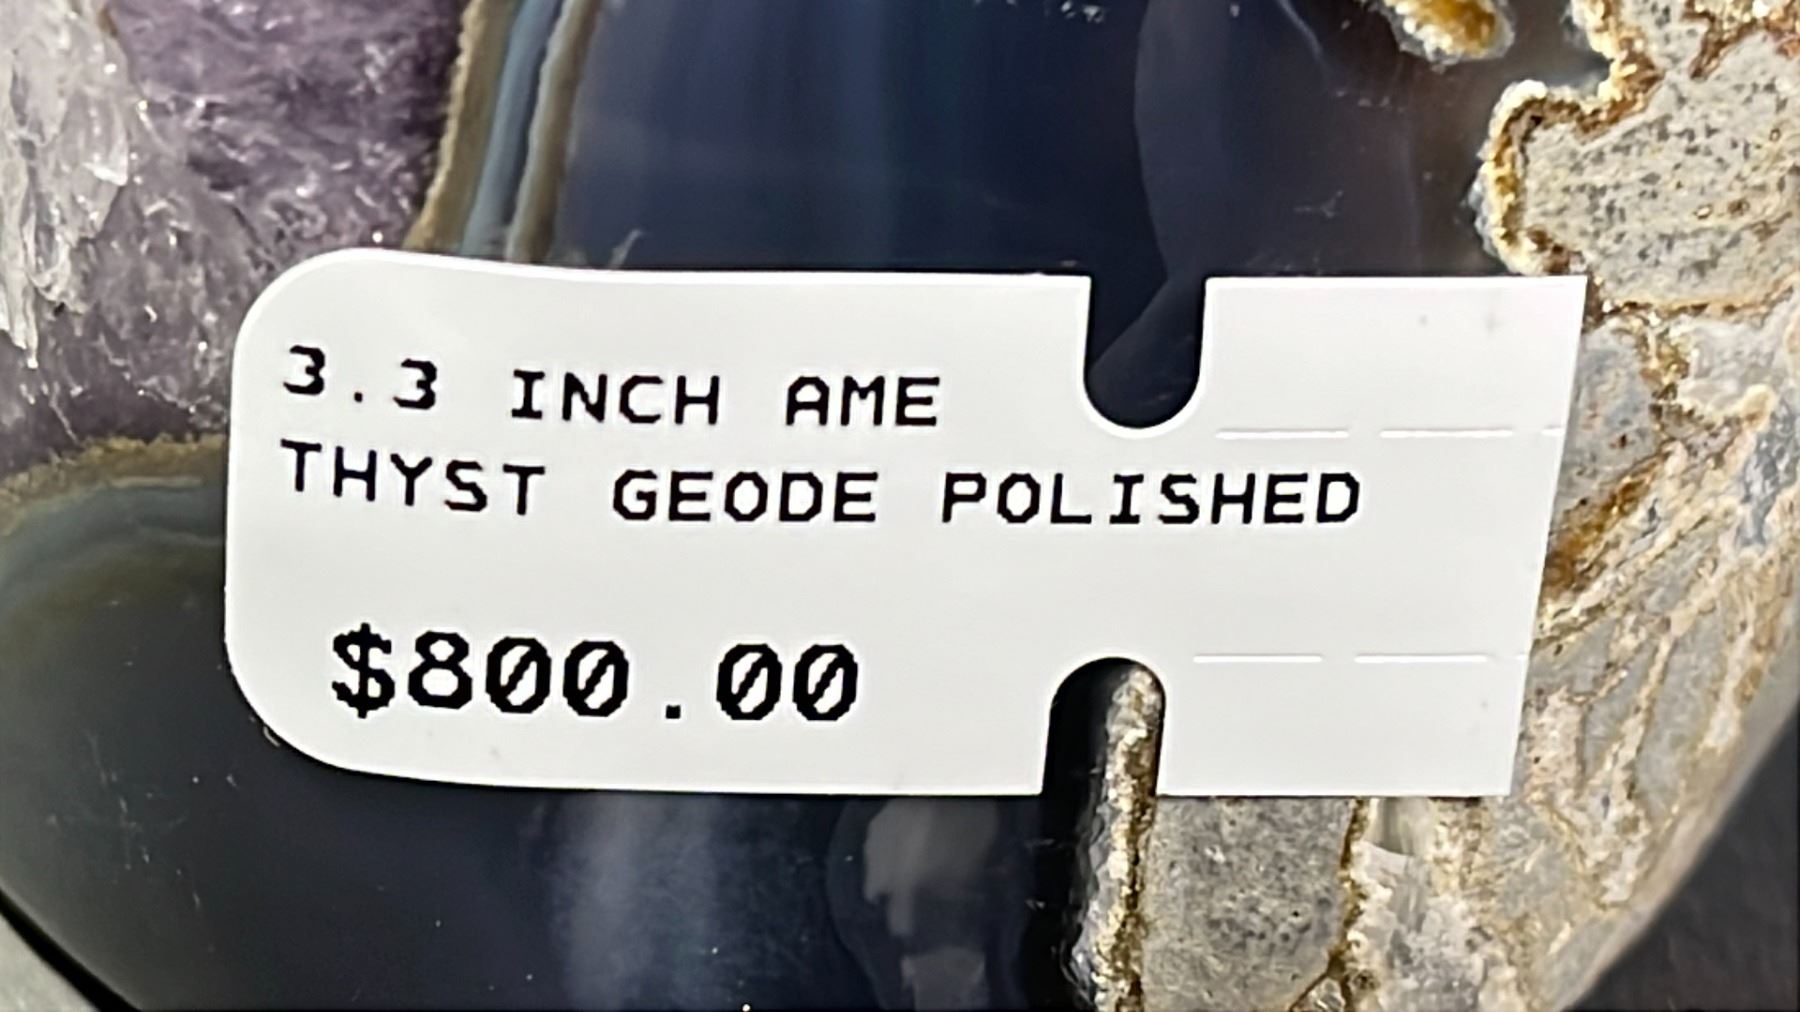 3.3 INCH AME
THYST GEODE POLISHED
$800.00